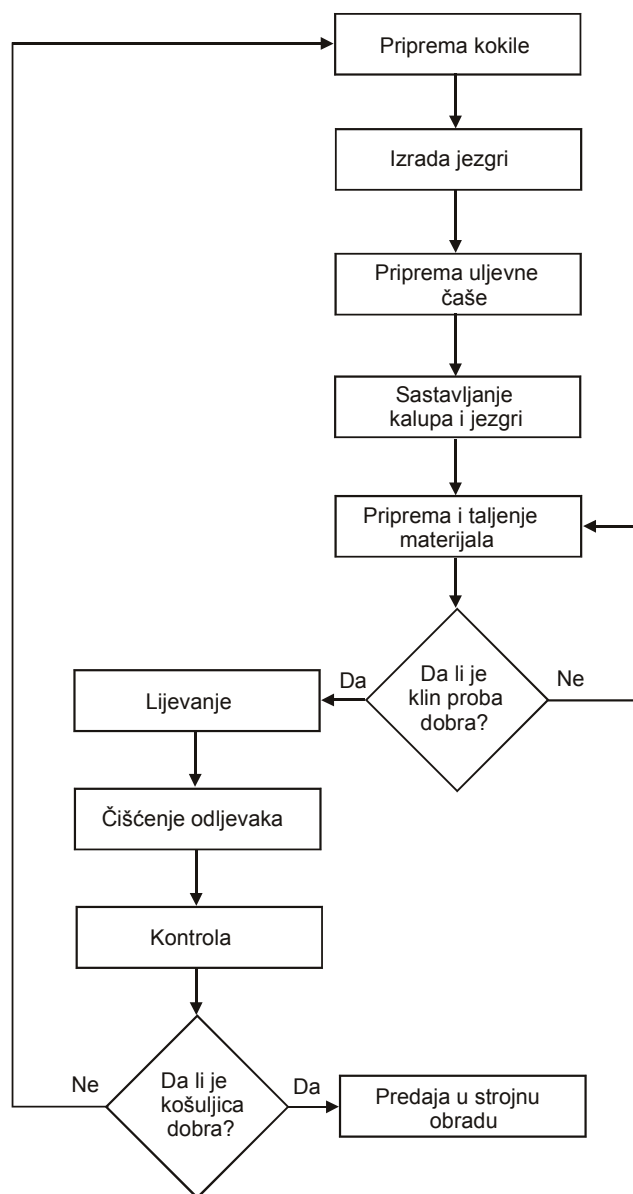 Priprema kokile
Izrada jezgri
Priprema uljevne
čaše
Sastavljanje
kalupa i jezgri
Priprema i taljenje
materijala
Da li je
klin proba
dobra?
Da
Ne
Lijevanje
Čišćenje odljevaka
Kontrola
Da li je
košuljica
dobra?
Ne
Da
Predaja u strojnu
obradu